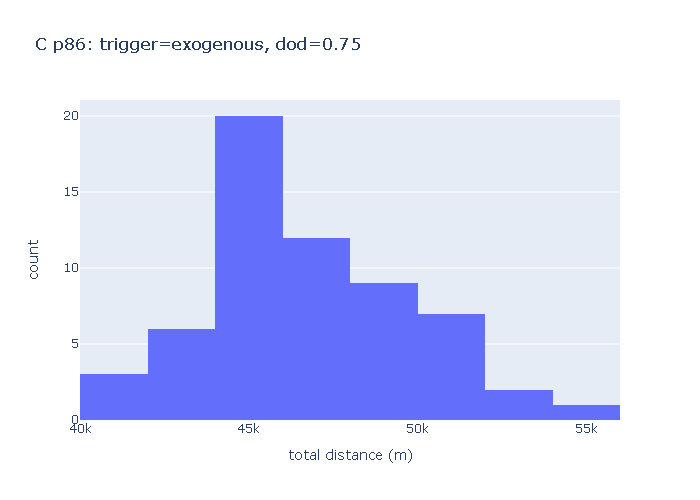 C p86: trigger=exogenous, dod=0.75
20
15
10
5
0
count
40k
45k
50k
55k
total distance (m)